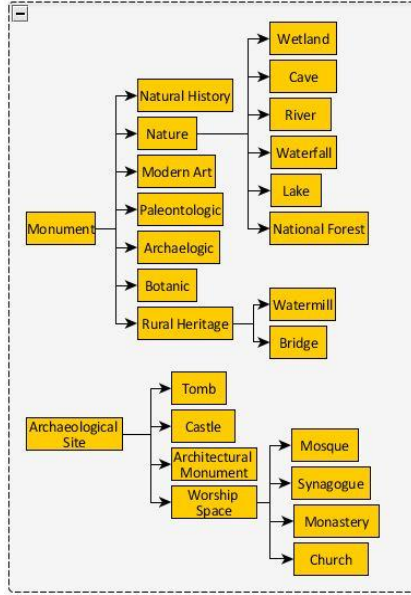 Wetland
Cave
Natural History
River
Nature
Waterfall
Modern Art
Lake
Paleontologic
National Forest
Monument
Archaelogic
Botanic
Watermill
Rural Heritage
Bridge
Tomb
Archaeological
Site
Castle
Mosque
Architectural
Monument
Synagogue
Worship
Space
Monastery
Church